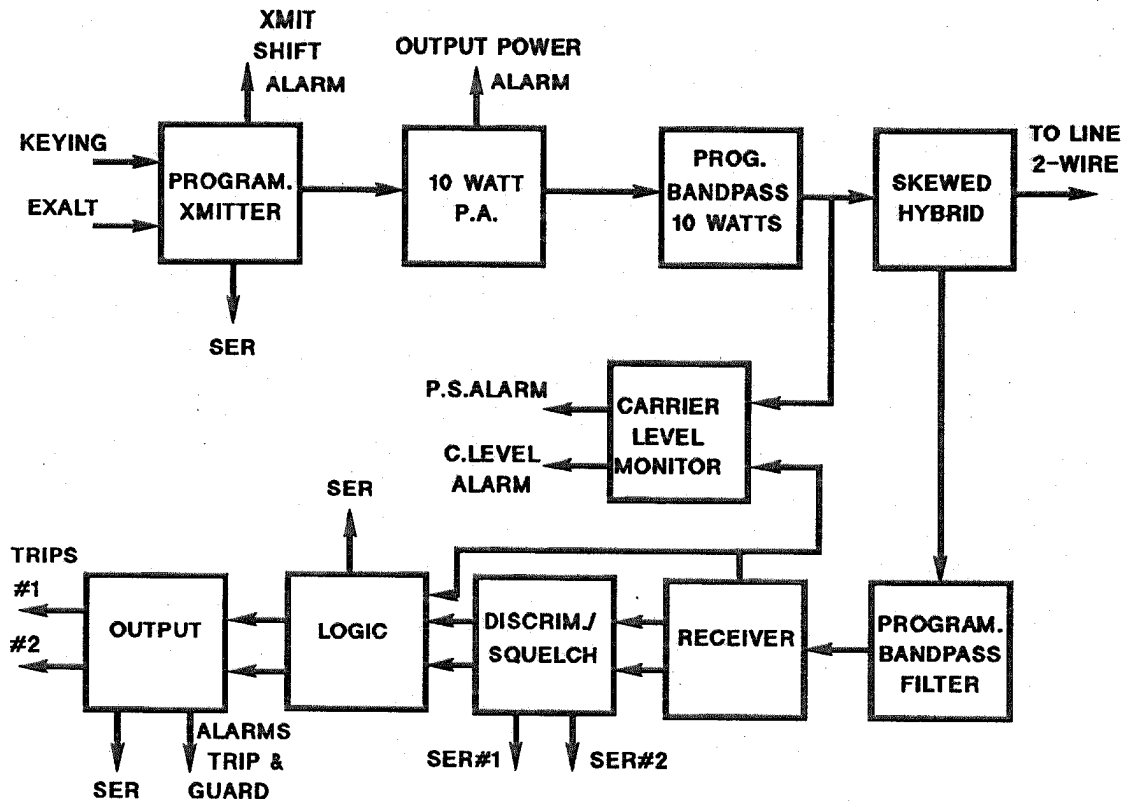 XMIT
SHIFT
ALARM
OUTPUT POWER
ALARM
KEYING
EXALT
PROGRAM.
XMITTER
10 WATT
P.A.
PROG.
BANDPASS
10 WATTS
SKEWED
HYBRID
TO LINE
2-WIRE
SER
P.S.ALARM
C.LEVEL
ALARM
CARRIER
LEVEL
MONITOR
SER
TRIPS
#1
#2
OUTPUT
LOGIC
DISCRIM./
SQUELCH
RECEIVER
PROGRAM.
BANDPASS
FILTER
SER
ALARMS
TRIP &
GUARD
SER#1
SER#2